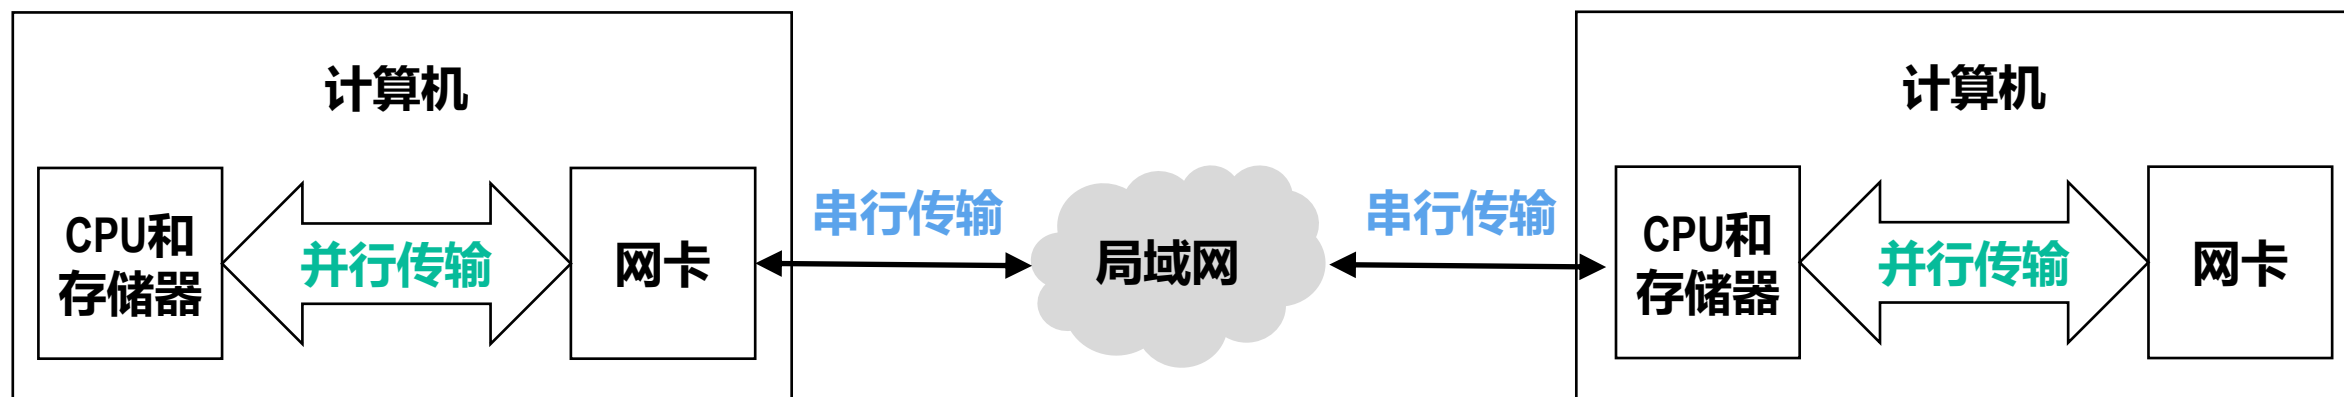 计算机
CPU和
存储器
并行传输
网卡
串行传输
局域网
串行传输
计算机
CPU和
存储器
并行传输
网卡